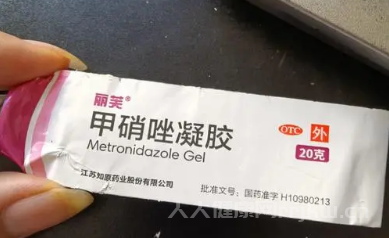 丽芙®
甲硝唑凝胶
Metronidazole Gel
OTC 外
20克
江苏知原药业股份有限公司
批准文号：国药准字 H10980213